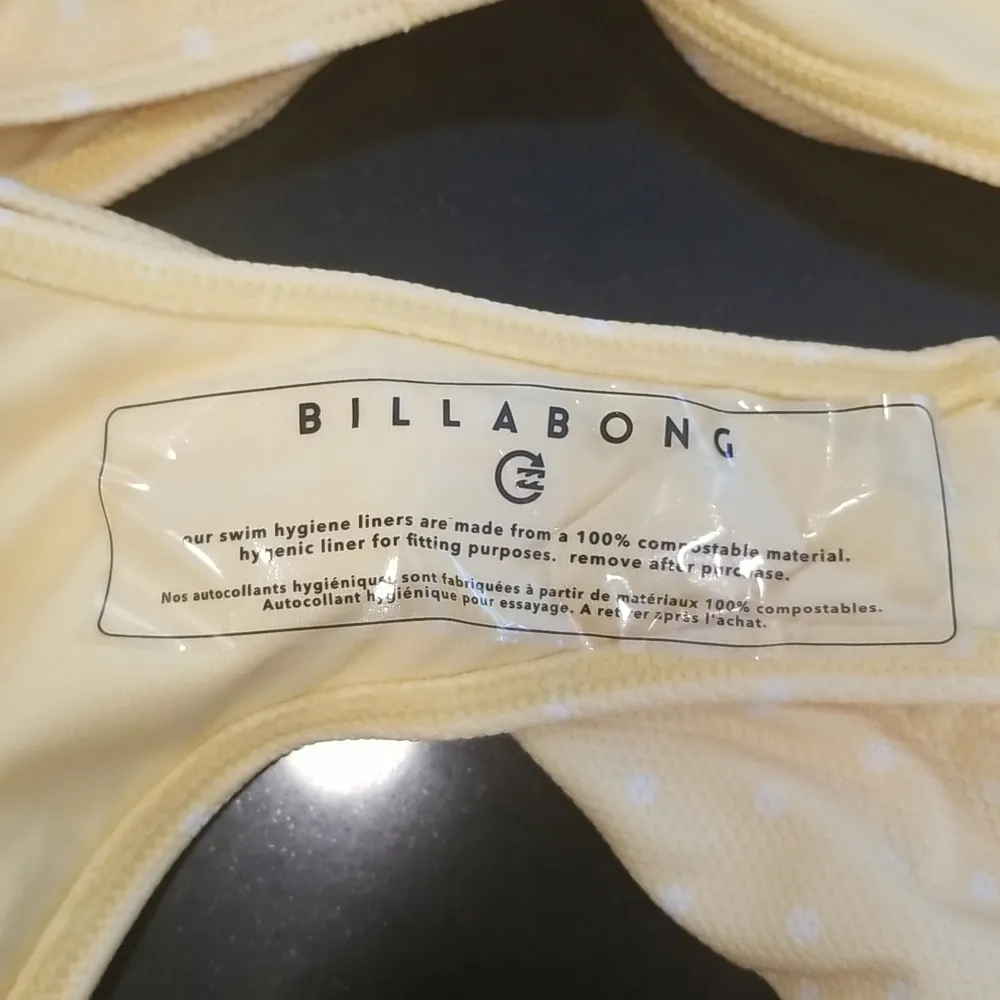 BILLABONG
our swim hygiene liners are made from a 100% compostable material.
hygenic liner for fitting purposes. remove after purchase.
Nos autocollants hygiéniques sont fabriquées à partir de matériaux 100% compostables.
Autocollant hygiénique pour essayage. A retirer après l'achat.